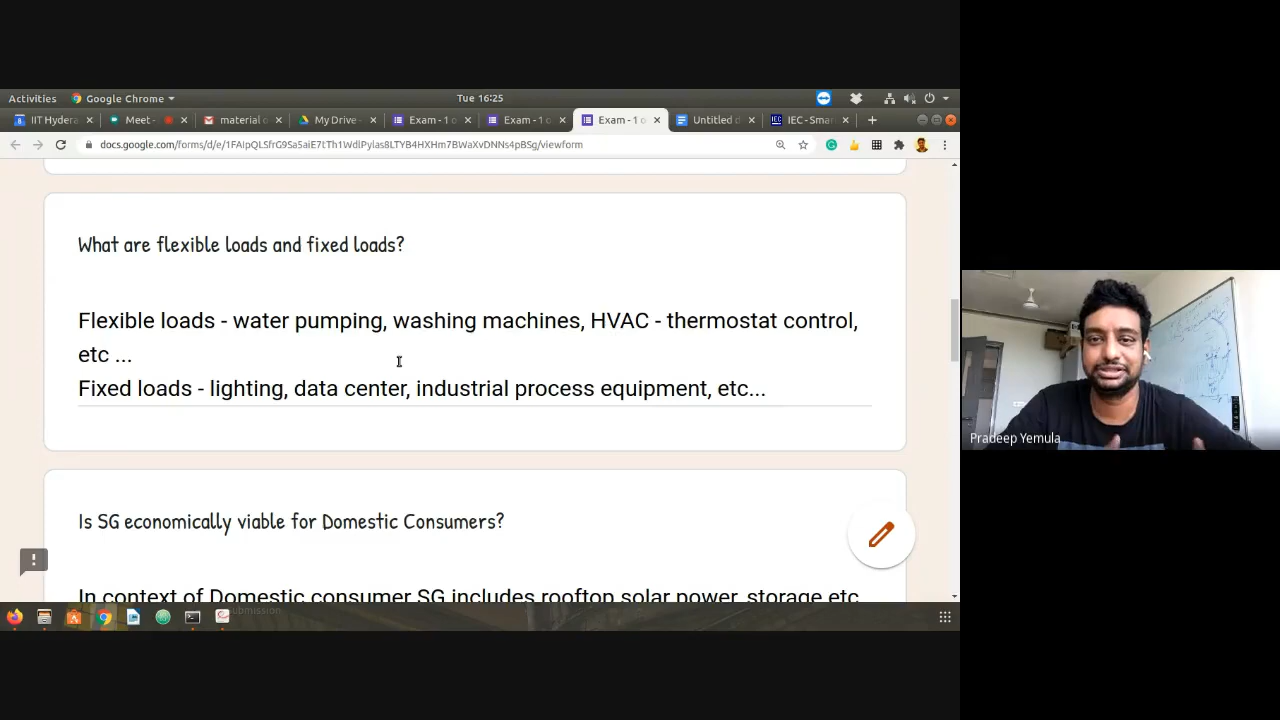 Activities Google Chrome Tue 16:25
IIT Hydera Meet - material o My Drive - Exam - 1 o Exam - 1 o Exam - 1 o Untitled d IEC - Smar
docs.google.com/forms/d/e/1FAIpQLSfrG9Sa5aiE7tTh1WdlPylas8LTYB4HXHm7BWaXvDNNs4pBSg/viewform
What are flexible loads and fixed loads?
Flexible loads - water pumping, washing machines, HVAC - thermostat control,
etc ...
Fixed loads - lighting, data center, industrial process equipment, etc...
Pradeep Yemula
Is SG economically viable for Domestic Consumers?
In context of Domestic consumer SG includes rooftop solar power, storage etc
submission